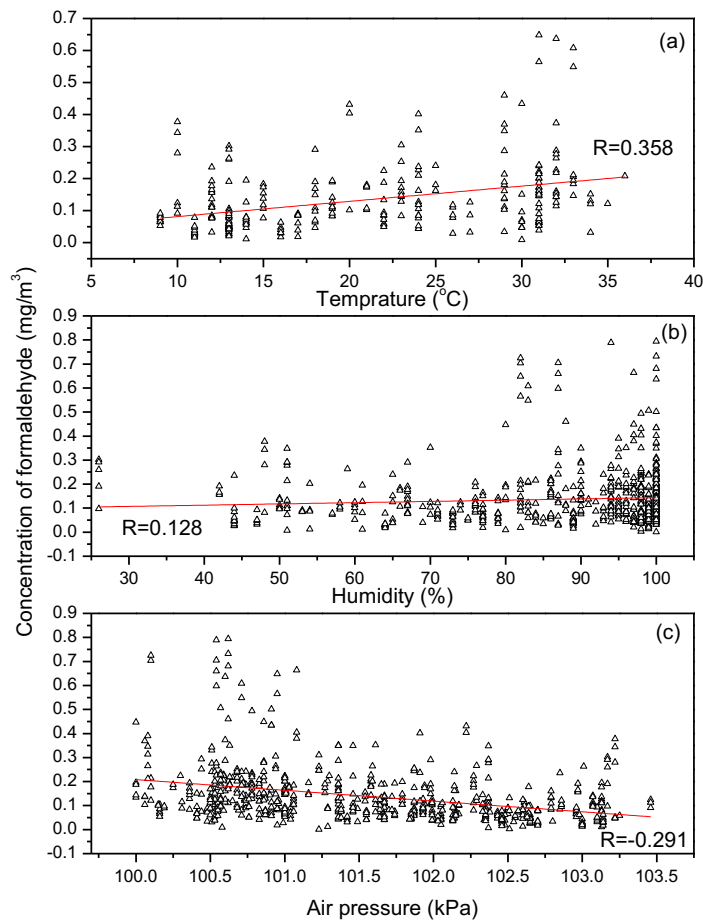 0.7
(a)
0.6
0.5
0.4
0.3
R=0.358
0.2
0.1
0.0
5 10 15 20 25 30 35 40
Temprature (°C)
Concentration of formaldehyde (mg/m³)
0.9
(b)
0.8
0.7
0.6
0.5
0.4
0.3
0.2
0.1
0.0
R=0.128
-0.1
30 40 50 60 70 80 90 100
Humidity (%)
0.9
(c)
0.8
0.7
0.6
0.5
0.4
0.3
0.2
0.1
0.0
R=-0.291
-0.1
100.0 100.5 101.0 101.5 102.0 102.5 103.0 103.5
Air pressure (kPa)